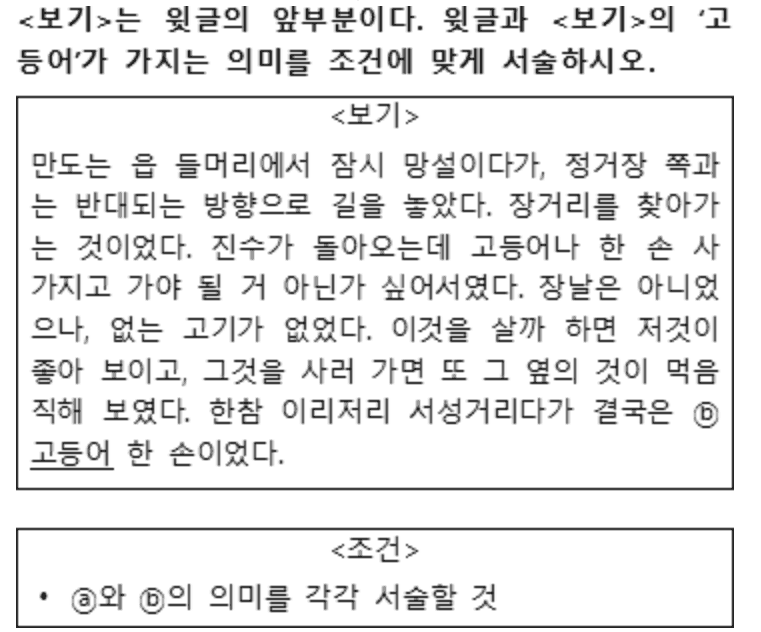 <보기>는 윗글의 앞부분이다. 윗글과 <보기>의 ‘고
등어’가 가지는 의미를 조건에 맞게 서술하시오.
<보기>
만도는 읍 들머리에서 잠시 망설이다가, 정거장 쪽과
는 반대되는 방향으로 길을 놓았다. 장거리를 찾아가
는 것이었다. 진수가 돌아오는데 고등어나 한 손 사
가지고 가야 될 거 아닌가 싶어서였다. 장날은 아니었
으나, 없는 고기가 없었다. 이것을 살까 하면 저것이
좋아 보이고, 그것을 사러 가면 또 그 옆의 것이 먹음
직해 보였다. 한참 이리저리 서성거리다가 결국은 ⓑ
고등어 한 손이었다.
<조건>
• ⓐ와 ⓑ의 의미를 각각 서술할 것